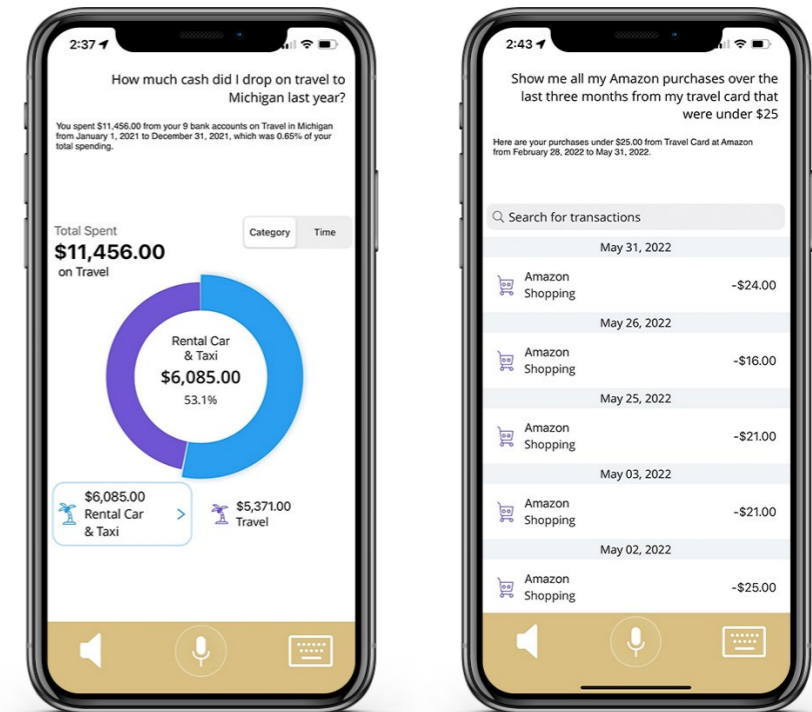 2:37
How much cash did I drop on travel to
Michigan last year?
You spent $11,456.00 from your 9 bank accounts on Travel in Michigan
from January 1, 2021 to December 31, 2021, which was 0.65% of your
total spending.
Total Spent
$11,456.00
on Travel
Category
Time
Rental Car
& Taxi
$6,085.00
53.1%
$6,085.00
Rental Car
& Taxi
$5,371.00
Travel
2:43
Show me all my Amazon purchases over the
last three months from my travel card that
were under $25
Here are your purchases under $25.00 from Travel Card at Amazon
from February 28, 2022 to May 31, 2022.
Search for transactions
May 31, 2022
Amazon
Shopping
-$24.00
May 26, 2022
Amazon
Shopping
-$16.00
May 25, 2022
Amazon
Shopping
-$21.00
May 03, 2022
Amazon
Shopping
-$21.00
May 02, 2022
Amazon
Shopping
-$25.00